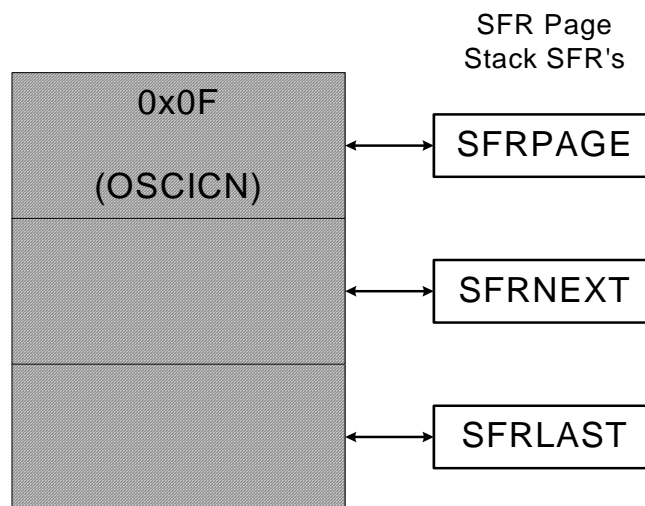 SFR Page
Stack SFR's
0x0F
(OSCICN)
SFRPAGE
SFRNEXT
SFRLAST